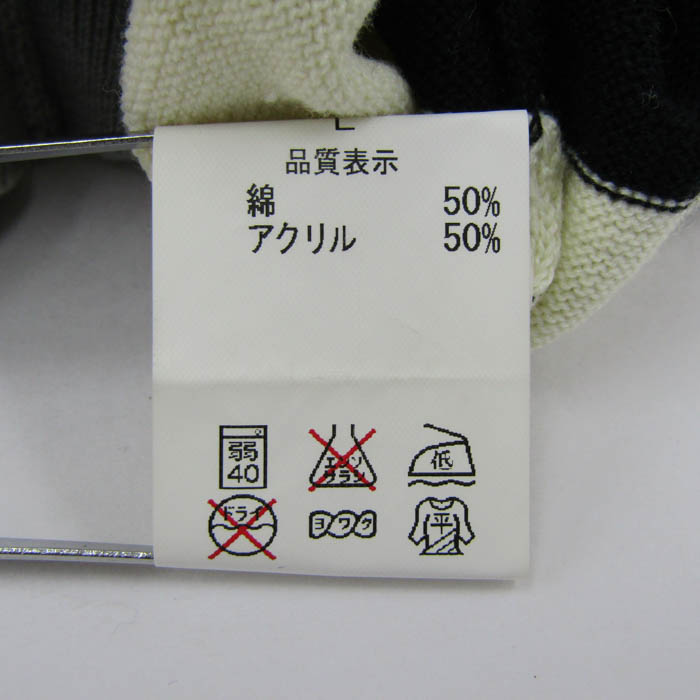 L
品質表示
綿 50%
アクリル 50%
弱 40
エンソ サラシ
低
ドライ
ヨワク
平